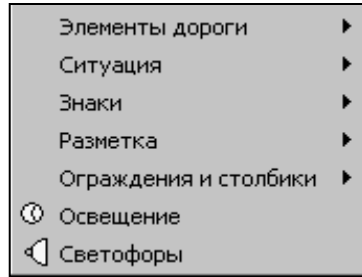 Элементы дороги
Ситуация
Знаки
Разметка
Ограждения и столбики
Освещение
Светофоры